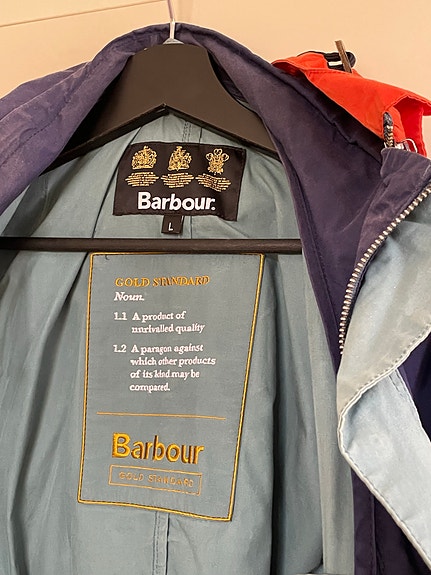 Barbour.
L
GOLD STANDARD
Noun.
1.1 A product of
unrivalled quality
1.2 A paragon against
which other products
of its kind may be
compared.
Barbour
GOLD STANDARD